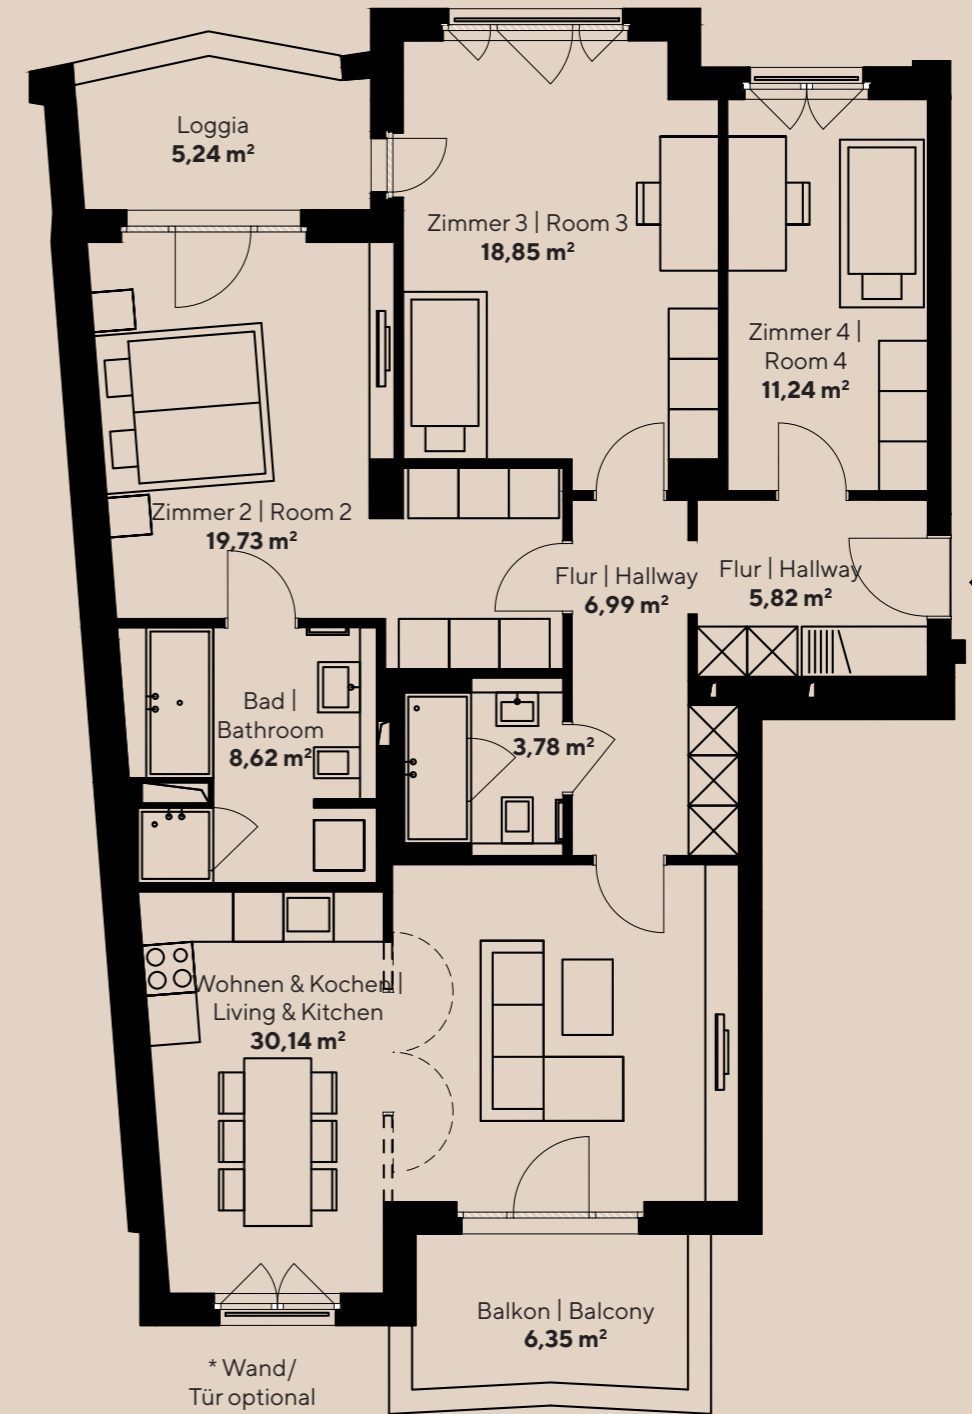 Loggia
5,24 m²
Zimmer 3 | Room 3
18,85 m²
Zimmer 4 |
Room 4
11,24 m²
Zimmer 2 | Room 2
19,73 m²
Flur | Hallway
6,99 m²
Flur | Hallway
5,82 m²
Bad |
Bathroom
8,62 m²
3,78 m²
Wohnen & Kochen |
Living & Kitchen
30,14 m²
Balkon | Balcony
6,35 m²
* Wand/
Tür optional